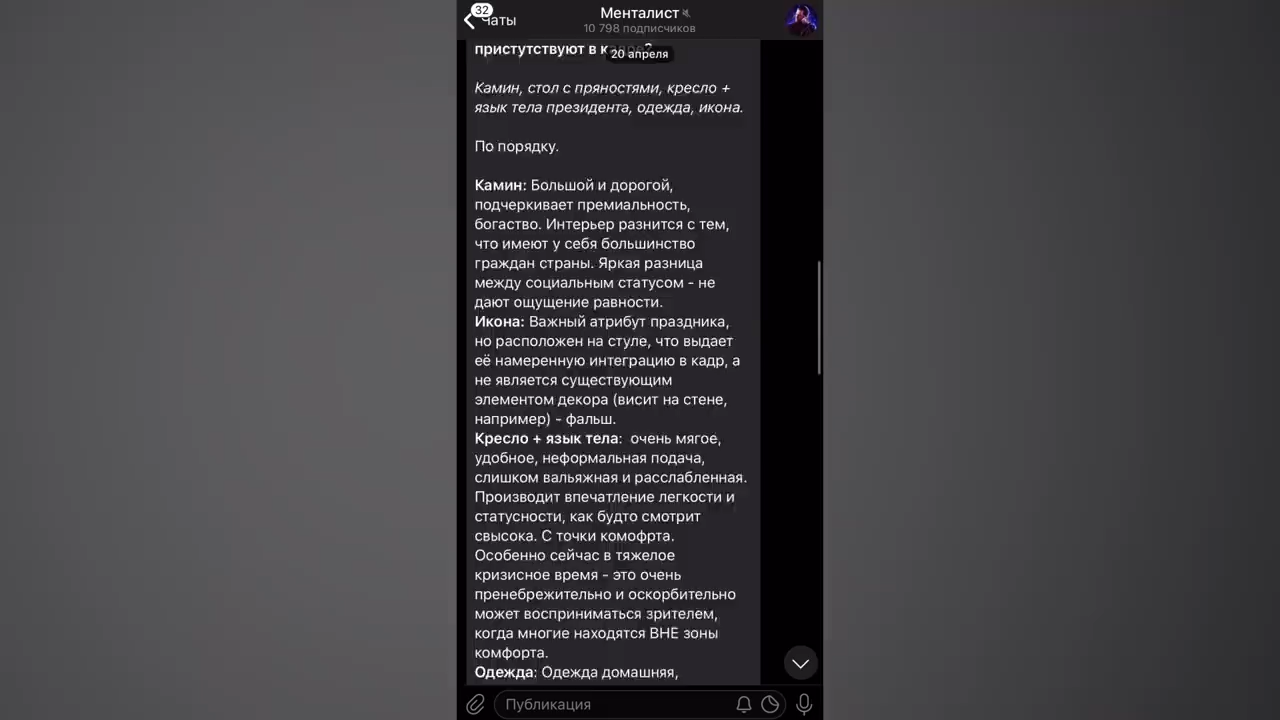 32
Чаты
Менталист
10 798 подписчиков
приcтутствуют в кадре?
20 апреля
Камин, стол с пряностями, кресло +
язык тела президента, одежда, икона.
По порядку.
Камин: Большой и дорогой,
подчеркивает премиальность,
богаство. Интерьер разнится с тем,
что имеют у себя большинство
граждан страны. Яркая разница
между социальным статусом - не
дают ощущение равности.
Икона: Важный атрибут праздника,
но расположен на стуле, что выдает
её намеренную интеграцию в кадр, а
не является существующим
элементом декора (висит на стене,
например) - фальш.
Кресло + язык тела: очень мягое,
удобное, неформальная подача,
слишком вальяжная и расслабленная.
Производит впечатление легкости и
статусности, как будто смотрит
свысока. С точки комофрта.
Особенно сейчас в тяжелое
кризисное время - это очень
пренебрежительно и оскорбительно
может восприниматься зрителем,
когда многие находятся ВНЕ зоны
комфорта.
Одежда: Одежда домашняя,
Публикация